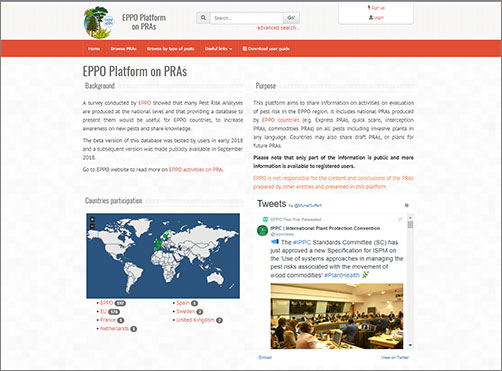 EPPO Platform
on PRAs
Search...
Go!
advanced search...
Sign up
Login
Home
Browse PRAs
Browse by type of pests
Useful links
Download user guide
EPPO Platform on PRAs
Background
A survey conducted by EPPO showed that many Pest Risk Analyses
are produced at the national level and that providing a database to
present them would be useful for EPPO countries, to increase
awareness on new pests and share knowledge.
The beta version of this database was tested by users in early 2018
and a subsequent version was made publicly available in September
2018.
Go to EPPO website to read more on EPPO activities on PRA.
Purpose
This platform aims to share information on activities on evaluation
of pest risk in the EPPO region. It includes national PRAs produced
by EPPO countries (e.g. Express PRAs, quick scans, interception
PRAs, commodities PRAs) on all pests including invasive plants in
any language. Countries may also share draft PRAs, or plans for
future PRAs.
Please note that only part of the information is public and more
information is available to registered users.
EPPO is not responsible for the content and conclusions of the PRAs
prepared by other entities and presented in this platform.
Countries participation
EPPO
EU
France
Netherlands
Spain
Sweden
United Kingdom
Tweets
EPPO Pest Risk Retweeted
IPPC | International Plant Protection Convention
@ippcnews
The #IPPC Standards Committee (SC) has
just approved a new Specification for ISPM on
the 'Use of systems approaches in managing the
pest risks associated with the movement of
wood commodities' #PlantHealth
Embed
View on Twitter